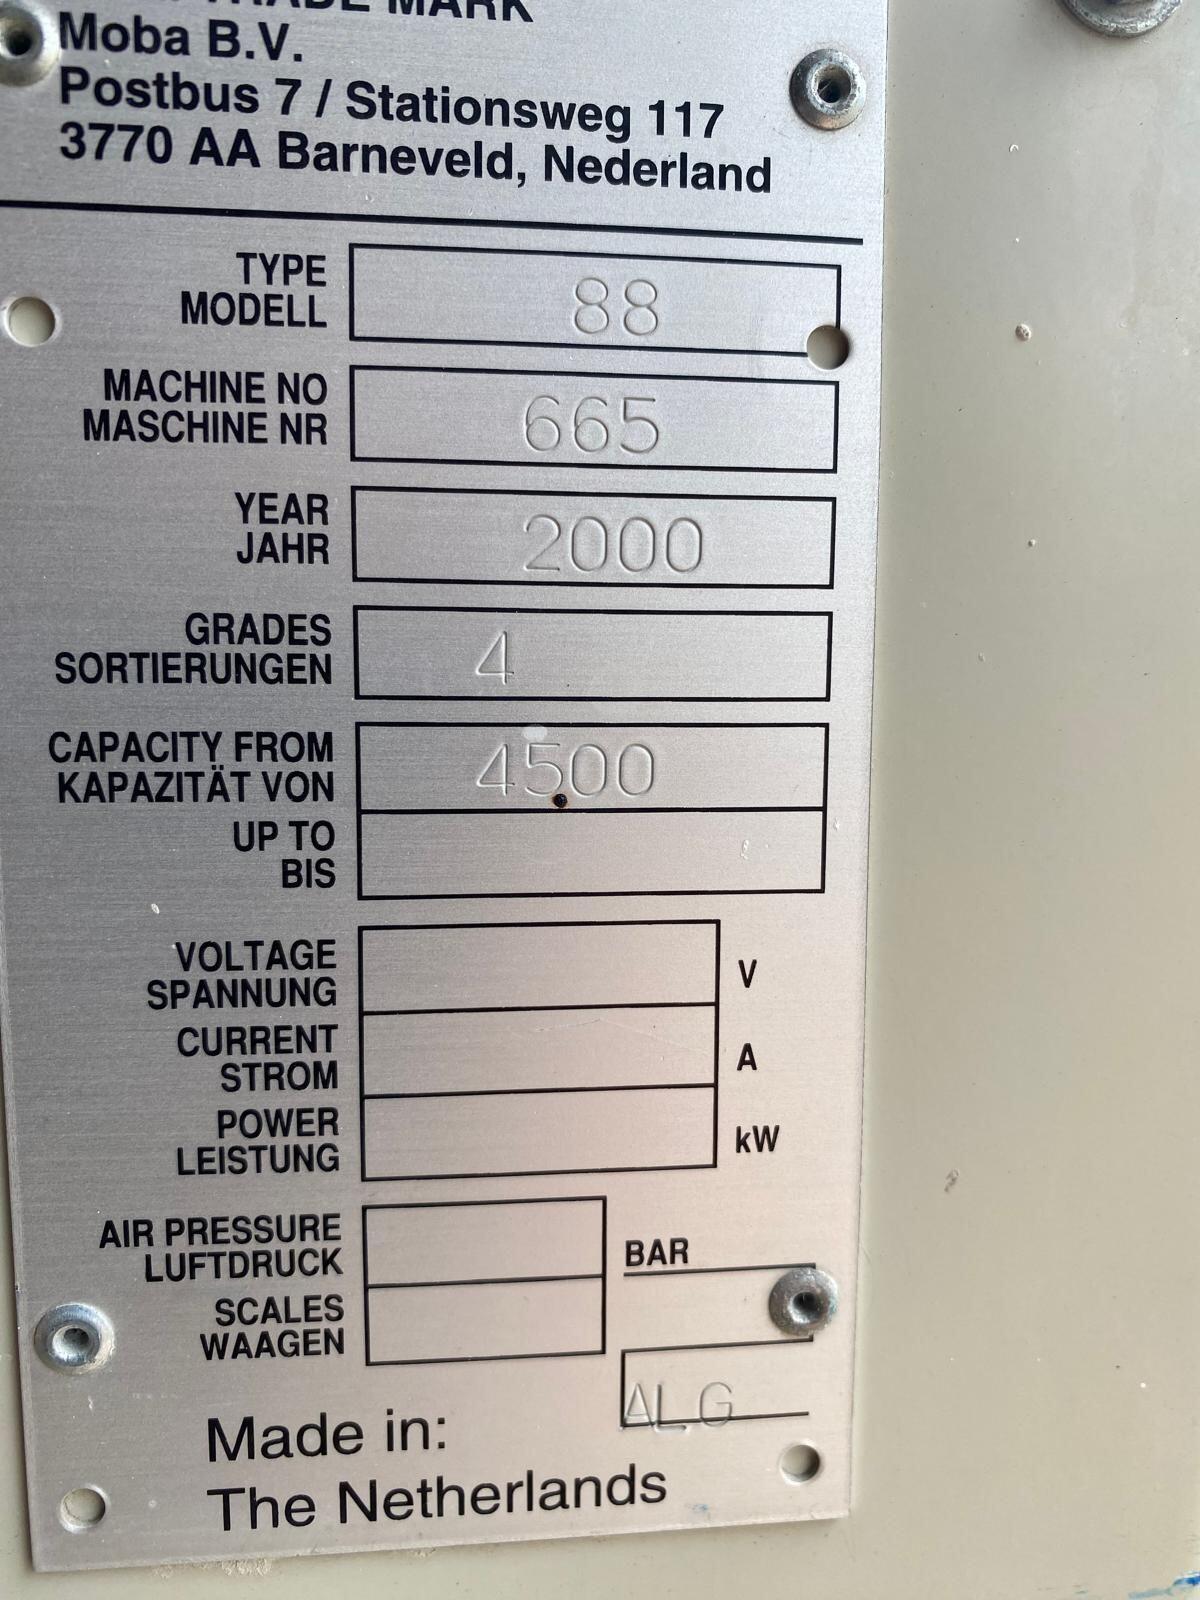 TRADE MARK
Moba B.V.
Postbus 7 / Stationsweg 117
3770 AA Barneveld, Nederland
TYPE
MODELL
88
MACHINE NO
MASCHINE NR
665
YEAR
JAHR
2000
GRADES
SORTIERUNGEN
4
CAPACITY FROM
KAPAZITÄT VON
4500
UP TO
BIS
VOLTAGE
SPANNUNG
V
CURRENT
STROM
A
POWER
LEISTUNG
kW
AIR PRESSURE
LUFTDRUCK
BAR
SCALES
WAAGEN
ALG
Made in:
The Netherlands